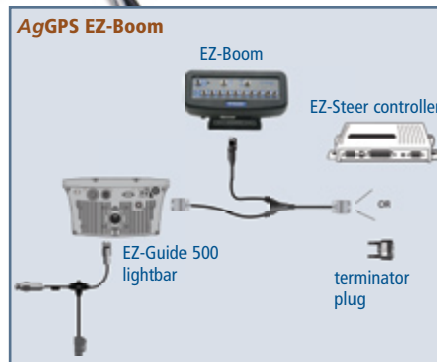 AgGPS EZ-Boom
EZ-Boom
EZ-Steer controller
OR
EZ-Guide 500
lightbar
terminator
plug